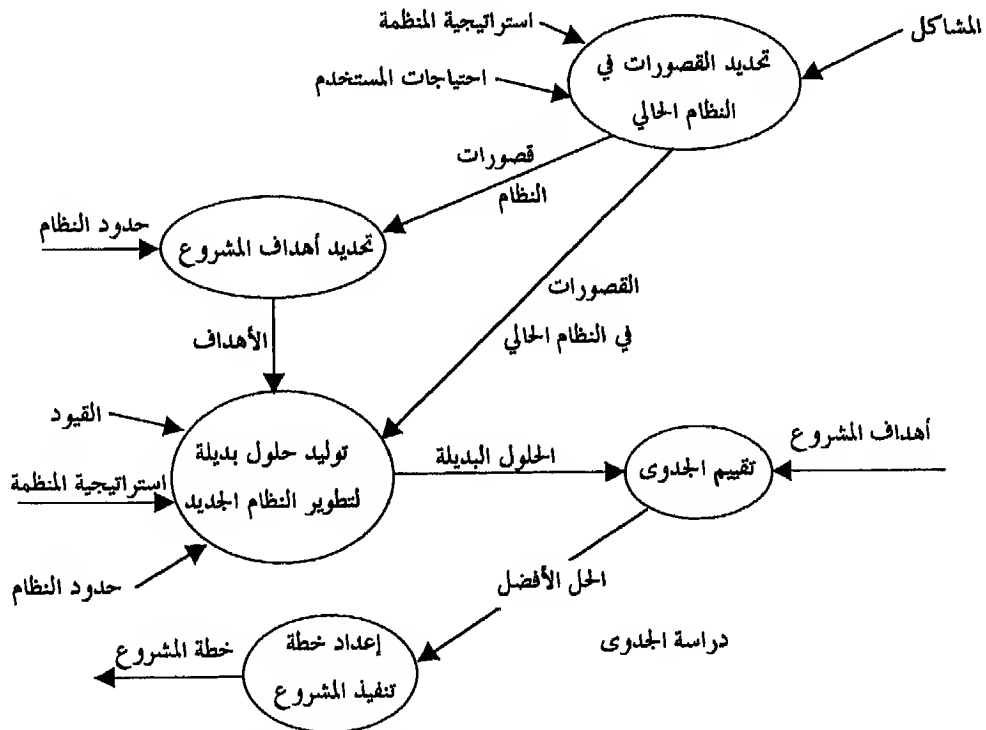 المشاكل
استراتيجية المنظمة
تحديد القصورات في
النظام الحالي
احتياجات المستخدم
قصورات
النظام
حدود النظام
تحديد أهداف المشروع
القصورات
في النظام الحالي
الأهداف
القيود
توليد حلول بديلة
لتطوير النظام الجديد
استراتيجية المنظمة
حدود النظام
الحلول البديلة
تقييم الجدوى
أهداف المشروع
الحل الأفضل
إعداد خطة
تنفيذ المشروع
خطة المشروع
دراسة الجدوى